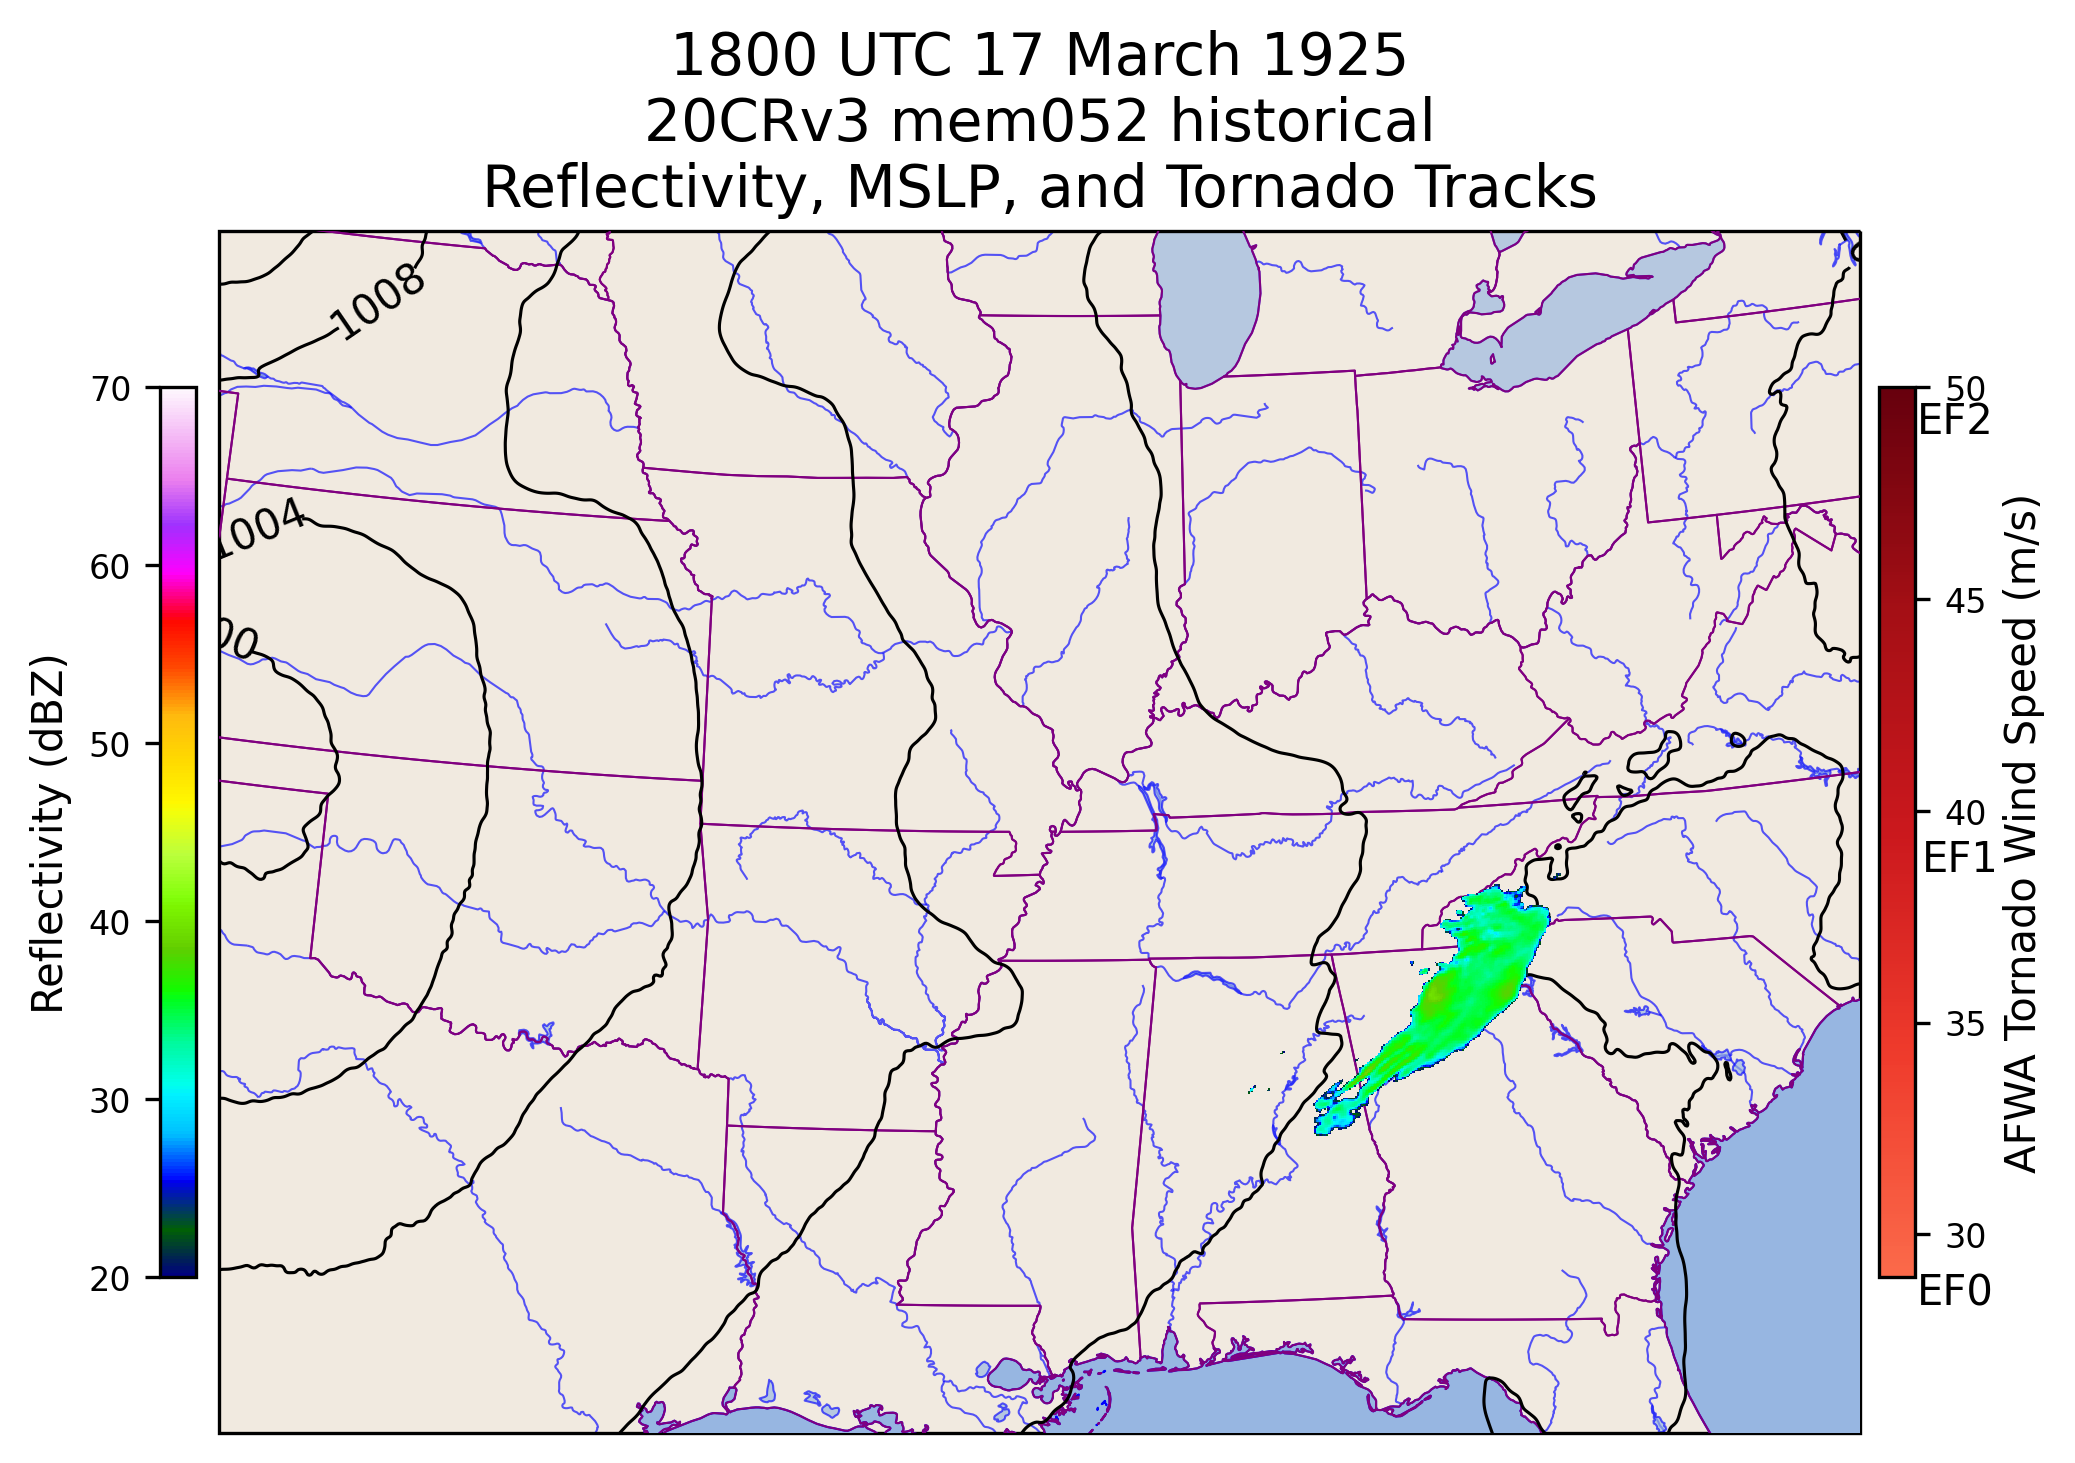 1800 UTC 17 March 1925
20CRv3 mem052 historical
Reflectivity, MSLP, and Tornado Tracks
1008
1004
00
Reflectivity (dBZ)
70
60
50
40
30
20
50
EF2
45
40
EF1
35
30
EF0
AFWA Tornado Wind Speed (m/s)